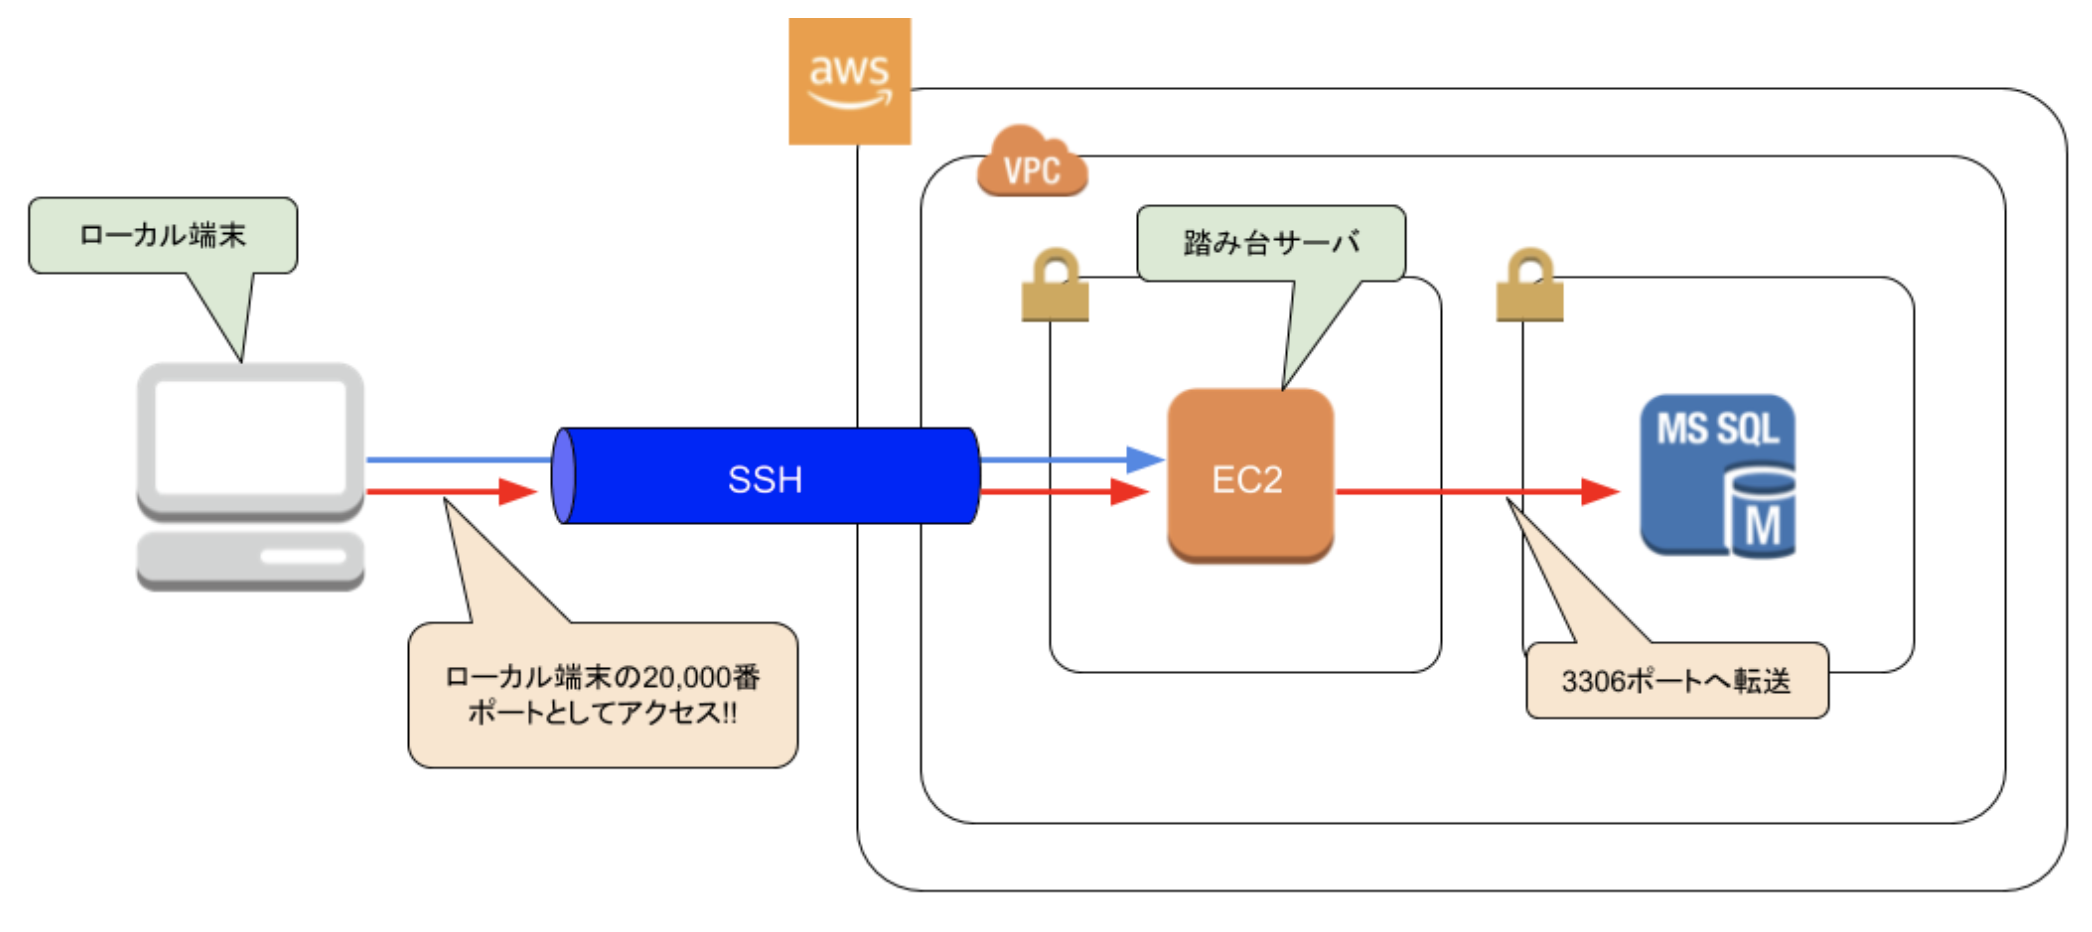 aws
VPC
ローカル端末
踏み台サーバ
MS SQL
M
SSH
EC2
ローカル端末の20,000番
ポートとしてアクセス!!
3306ポートへ転送